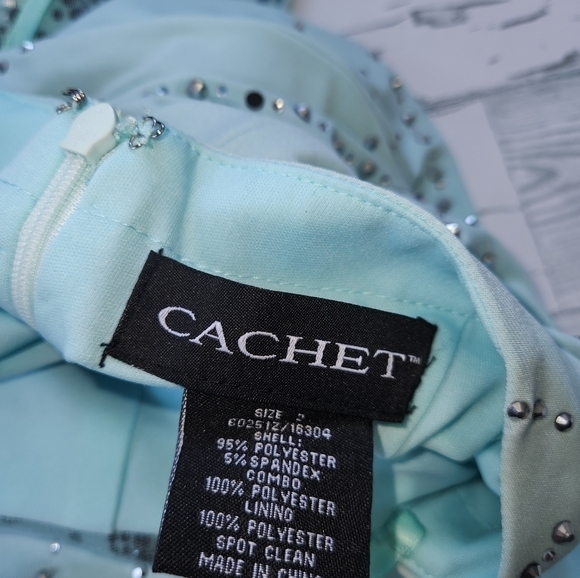 CACHET™
SIZE 2
60251Z/16304
SHELL:
95% POLYESTER
5% SPANDEX
COMBO
100% POLYESTER
LINING
100% POLYESTER
SPOT CLEAN
MADE IN CHINA